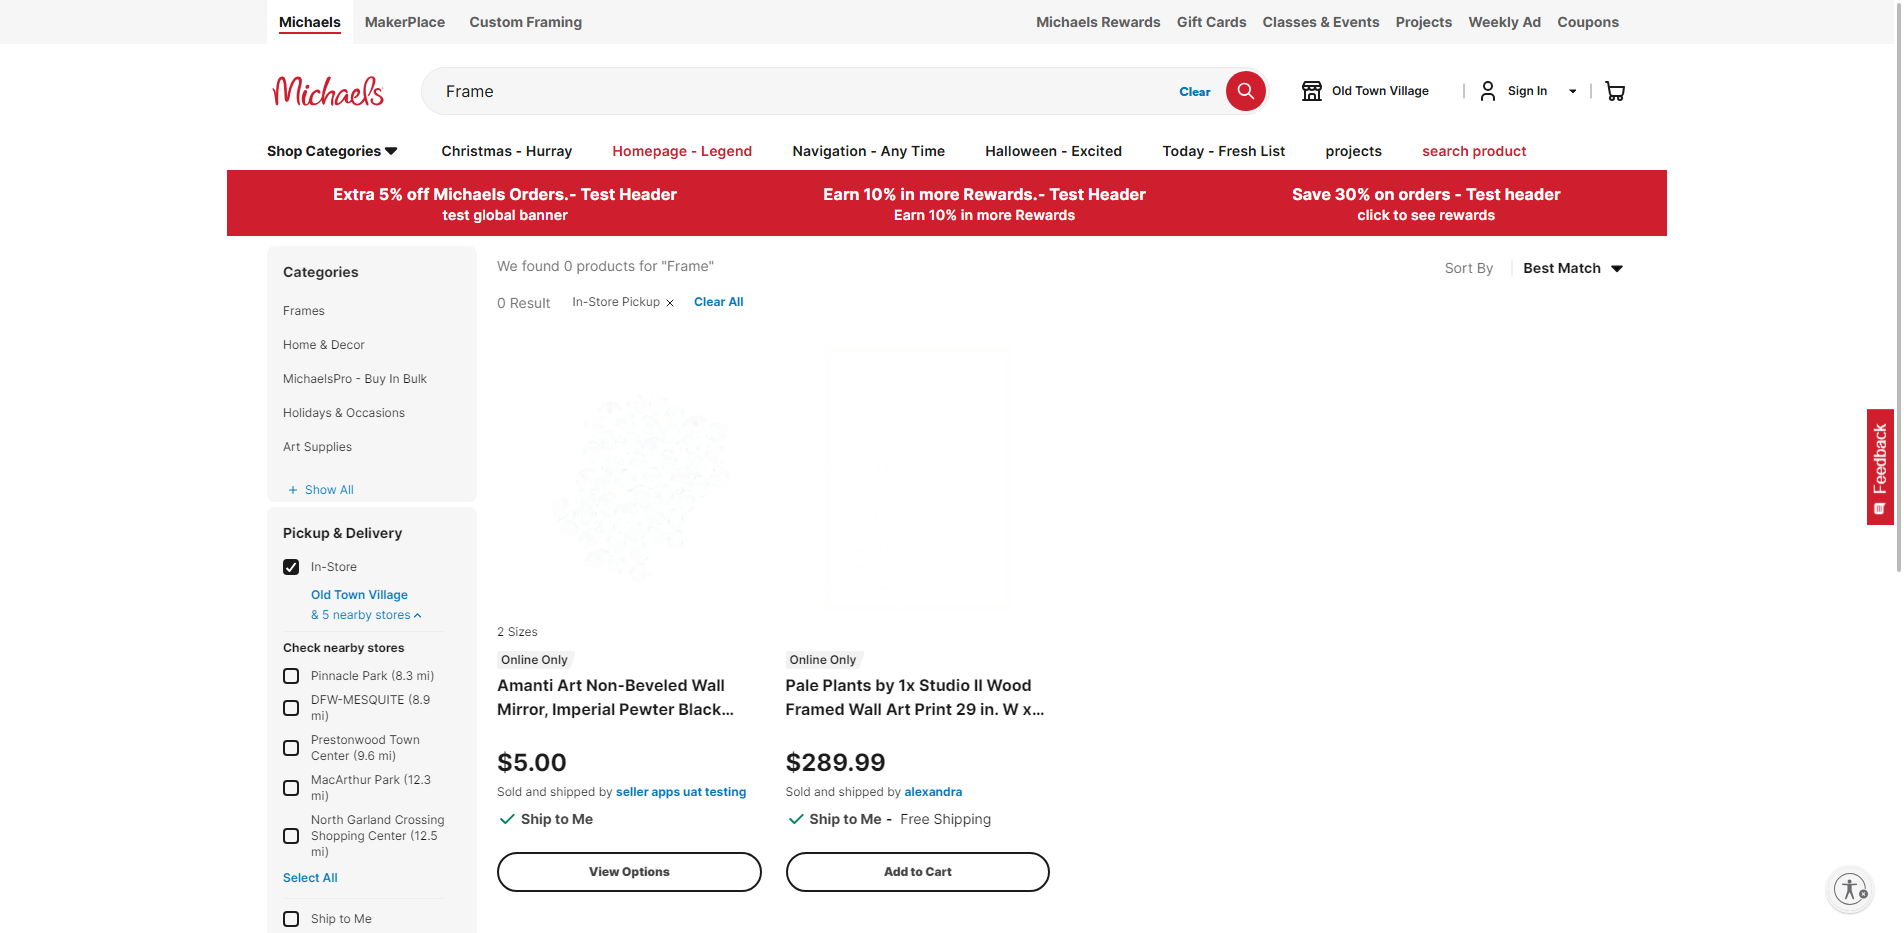 Michaels MakerPlace Custom Framing Michaels Rewards Gift Cards Classes & Events Projects Weekly Ad Coupons
Michaels Frame Clear Old Town Village Sign In
Shop Categories Christmas - Hurray Homepage - Legend Navigation - Any Time Halloween - Excited Today - Fresh List projects search product
Extra 5% off Michaels Orders.- Test Header
test global banner
Earn 10% in more Rewards.- Test Header
Earn 10% in more Rewards
Save 30% on orders - Test header
click to see rewards
Categories
Frames
Home & Decor
MichaelsPro - Buy In Bulk
Holidays & Occasions
Art Supplies
+ Show All
Pickup & Delivery
In-Store
Old Town Village
& 5 nearby stores
Check nearby stores
Pinnacle Park (8.3 mi)
DFW-MESQUITE (8.9
mi)
Prestonwood Town
Center (9.6 mi)
MacArthur Park (12.3
mi)
North Garland Crossing
Shopping Center (12.5
mi)
Select All
Ship to Me
We found 0 products for "Frame"
Sort By Best Match
0 Result In-Store Pickup Clear All
2 Sizes
Online Only
Amanti Art Non-Beveled Wall
Mirror, Imperial Pewter Black...
$5.00
Sold and shipped by seller apps uat testing
Ship to Me
View Options
Online Only
Pale Plants by 1x Studio II Wood
Framed Wall Art Print 29 in. W x...
$289.99
Sold and shipped by alexandra
Ship to Me - Free Shipping
Add to Cart
Feedback